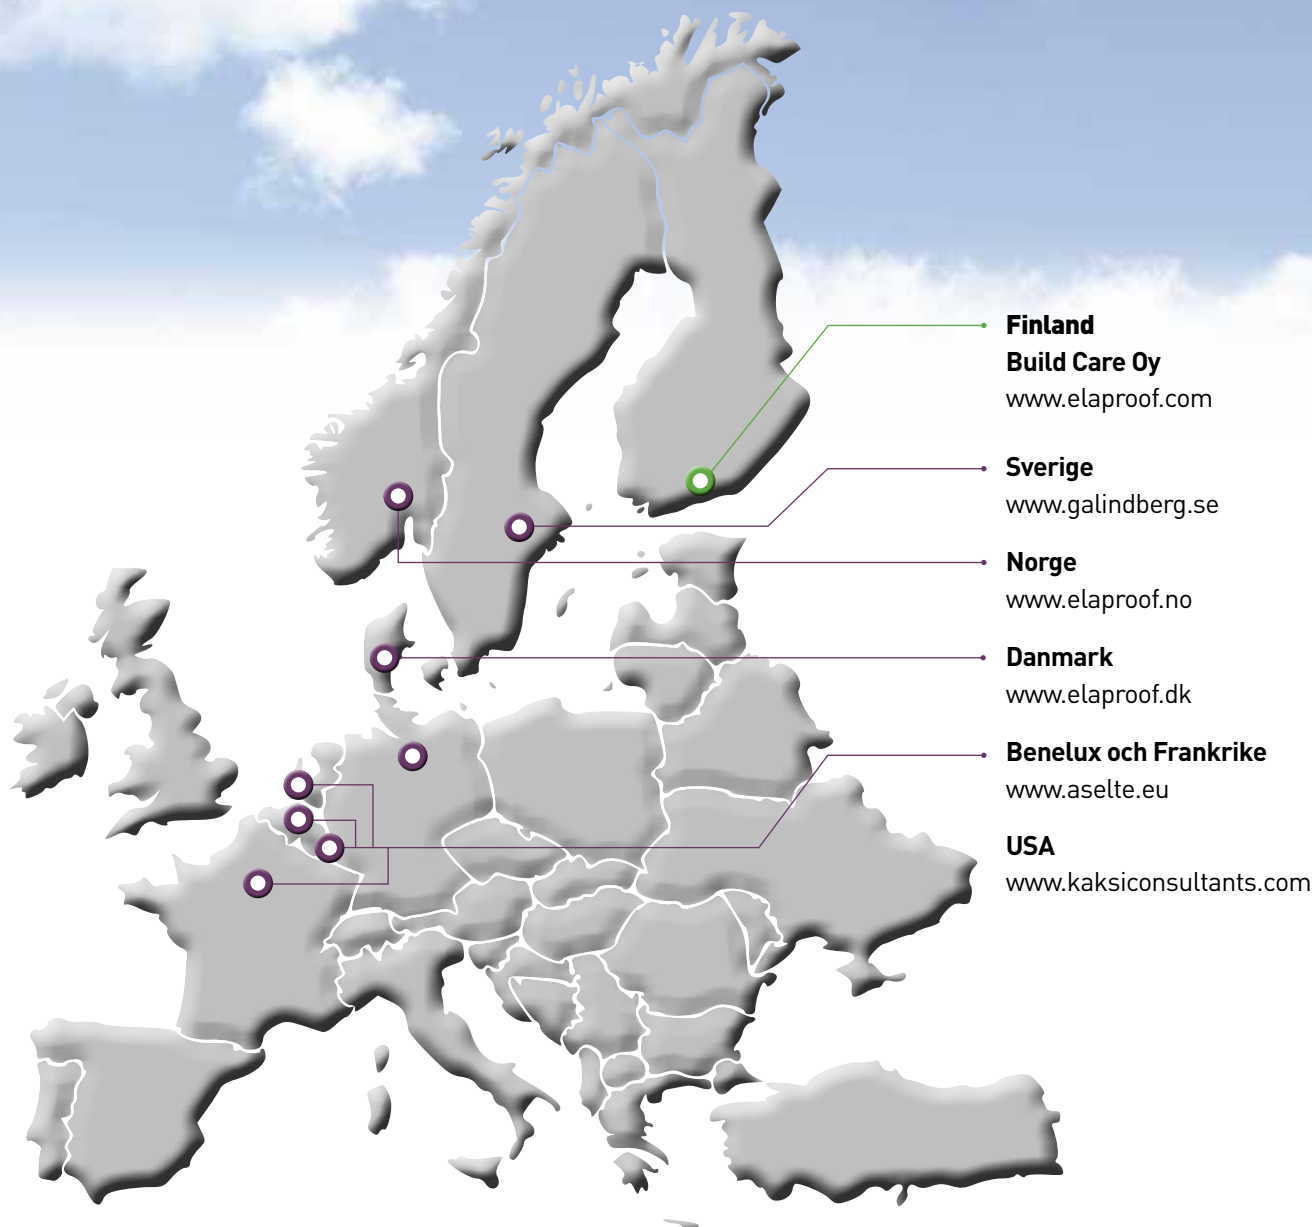 Finland
Build Care Oy
www.elaproof.com
Sverige
www.galindberg.se
Norge
www.elaproof.no
Danmark
www.elaproof.dk
Benelux och Frankrike
www.aselte.eu
USA
www.kaksiconsultants.com